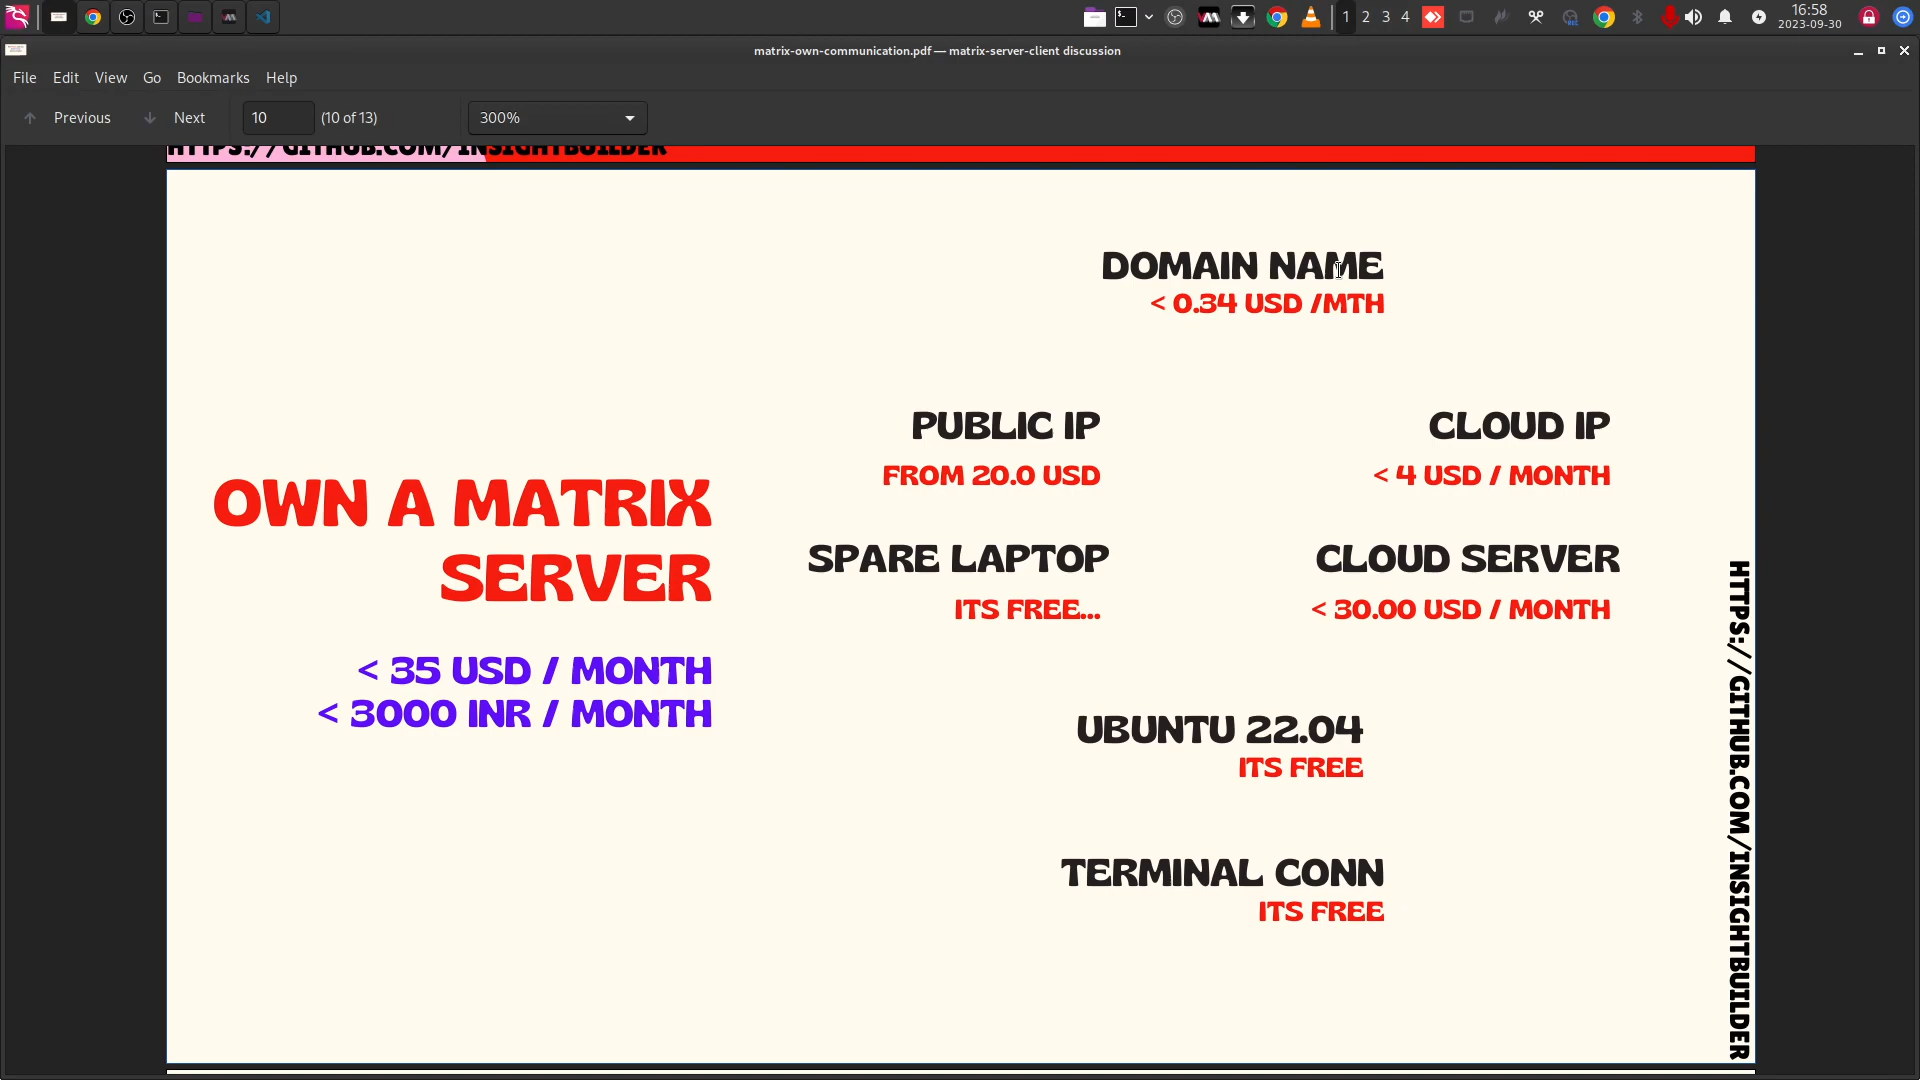 1 2 3 4
16:58
2023-09-30
matrix-own-communication.pdf — matrix-server-client discussion
File Edit View Go Bookmarks Help
Previous Next 10 (10 of 13) 300%
HTTPS://GITHUB.COM/INSIGHTBUILDER
DOMAIN NAME
< 0.34 USD /MTH
PUBLIC IP
FROM 20.0 USD
CLOUD IP
< 4 USD / MONTH
OWN A MATRIX
SERVER
< 35 USD / MONTH
< 3000 INR / MONTH
SPARE LAPTOP
ITS FREE...
CLOUD SERVER
< 30.00 USD / MONTH
UBUNTU 22.04
ITS FREE
TERMINAL CONN
ITS FREE
HTTPS://GITHUB.COM/INSIGHTBUILDER